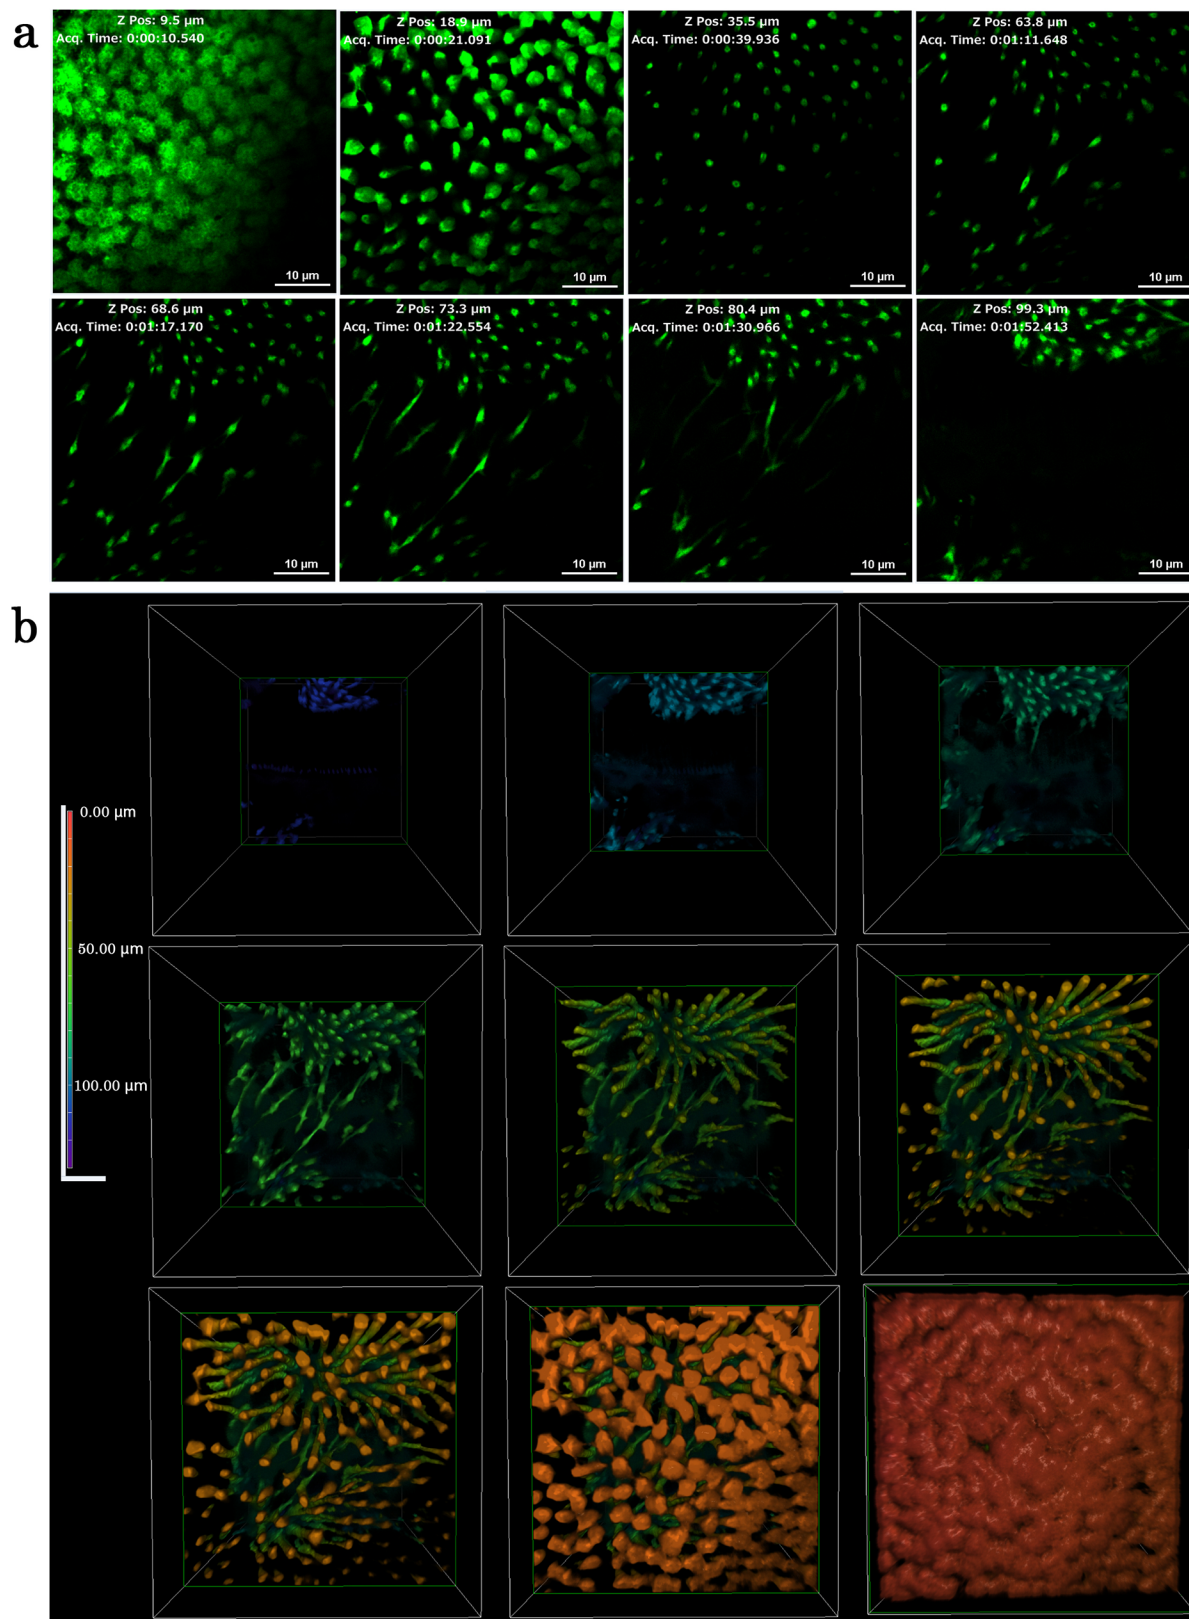 a
Z Pos: 9.5 µm
Acq. Time: 0:00:10.540
10 µm
Z Pos: 18.9 µm
Acq. Time: 0:00:21.091
10 µm
Z Pos: 35.5 µm
Acq. Time: 0:00:39.936
10 µm
Z Pos: 63.8 µm
Acq. Time: 0:01:11.648
10 µm
Z Pos: 68.6 µm
Acq. Time: 0:01:17.170
10 µm
Z Pos: 73.3 µm
Acq. Time: 0:01:22.554
10 µm
Z Pos: 80.4 µm
Acq. Time: 0:01:30.966
10 µm
Z Pos: 99.3 µm
Acq. Time: 0:01:52.413
10 µm
b
0.00 µm
50.00 µm
100.00 µm